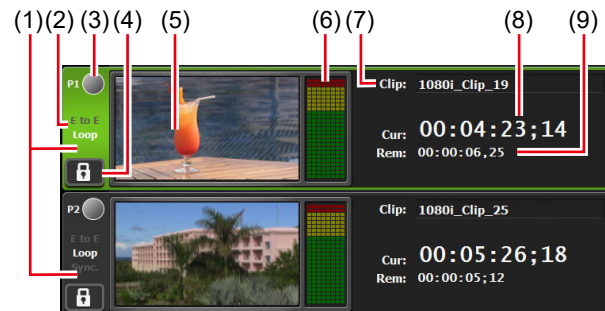 (1) (2) (3) (4) (5) (6) (7) (8) (9)
P1 Clip: 1080i_Clip_19
E to E
Loop
Cur: 00:04:23;14
Rem: 00:00:06,25
P2 Clip: 1080i_Clip_25
E to E
Loop
Sync.
Cur: 00:05:26;18
Rem: 00:00:05;12